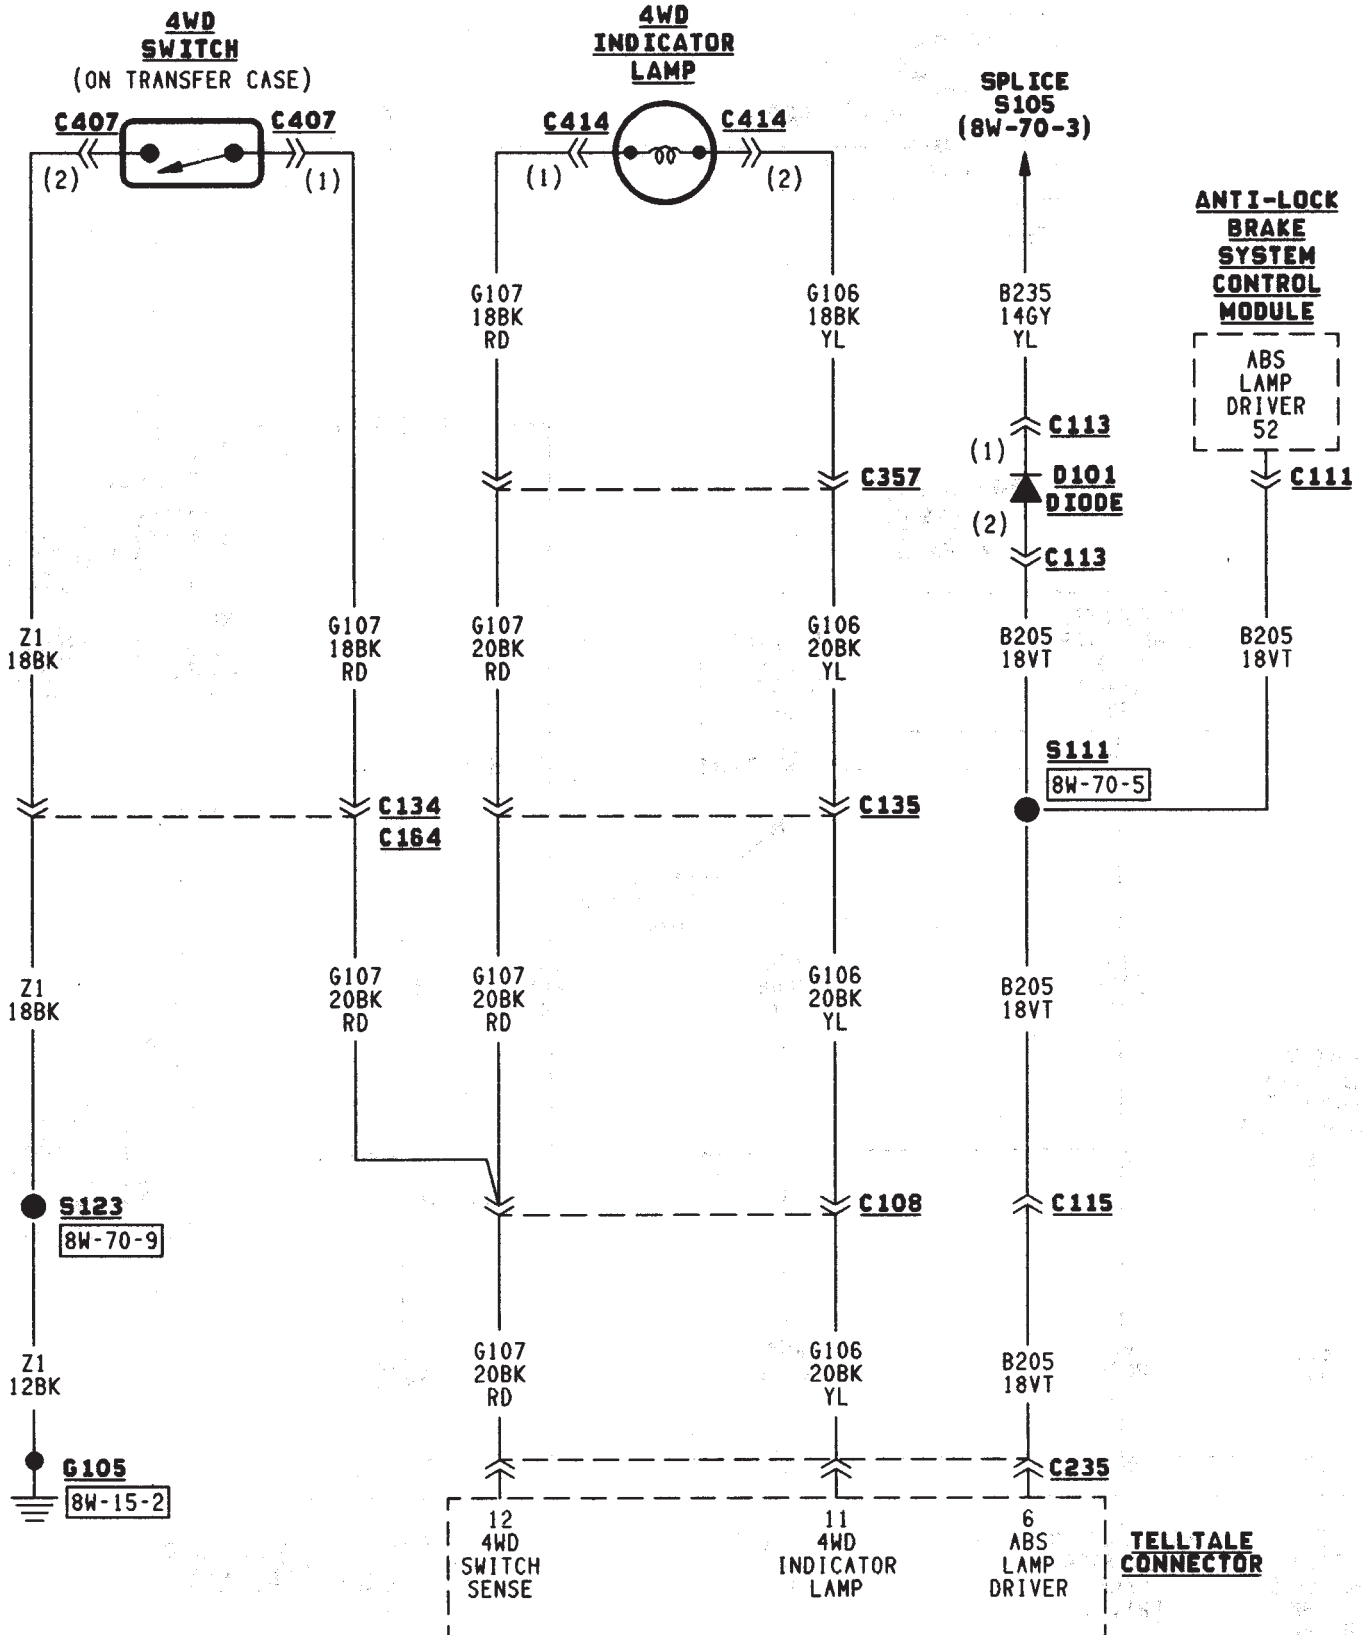 4WD
SWITCH
(ON TRANSFER CASE)
C407
C407
(2)
(1)
4WD
INDICATOR
LAMP
C414
C414
(1)
(2)
SPLICE
S105
(8W-70-3)
ANTI-LOCK
BRAKE
SYSTEM
CONTROL
MODULE
ABS
LAMP
DRIVER
52
C111
G107
18BK
RD
G106
18BK
YL
B235
14GY
YL
C113
(1)
D101
DIODE
(2)
C113
C357
Z1
18BK
G107
18BK
RD
G107
20BK
RD
G106
20BK
YL
B205
18VT
B205
18VT
S111
8W-70-5
C134
C164
C135
Z1
18BK
G107
20BK
RD
G107
20BK
RD
G106
20BK
YL
B205
18VT
S123
8W-70-9
C108
C115
Z1
12BK
G107
20BK
RD
G106
20BK
YL
B205
18VT
G105
8W-15-2
C235
12
4WD
SWITCH
SENSE
11
4WD
INDICATOR
LAMP
6
ABS
LAMP
DRIVER
TELLTALE
CONNECTOR